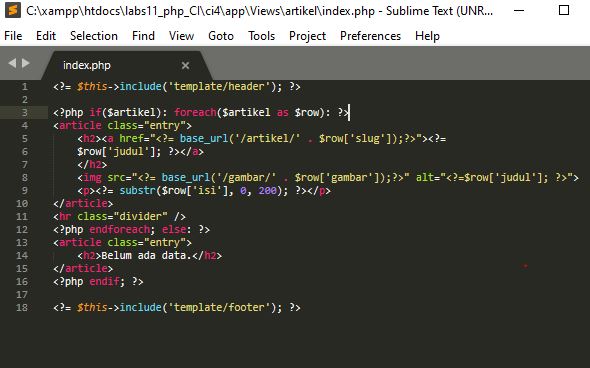 C:\xampp\htdocs\labs11_php_CI\ci4\app\Views\artikel\index.php - Sublime Text (UNR...
File Edit Selection Find View Goto Tools Project Preferences Help
index.php ×
1 <?= $this->include('template/header'); ?>
2
3 <?php if($artikel): foreach($artikel as $row): ?>
4 <article class="entry">
5 <h2><a href="<?= base_url('/artikel/' . $row['slug']);?>"><?=
6 $row['judul']; ?></a>
7 </h2>
8 <img src="<?= base_url('/gambar/' . $row['gambar']);?>" alt="<?=$row['judul']; ?>">
9 <p><?= substr($row['isi'], 0, 200); ?></p>
10 </article>
11 <hr class="divider" />
12 <?php endforeach; else: ?>
13 <article class="entry">
14 <h2>Belum ada data.</h2>
15 </article>
16 <?php endif; ?>
17
18 <?= $this->include('template/footer'); ?>